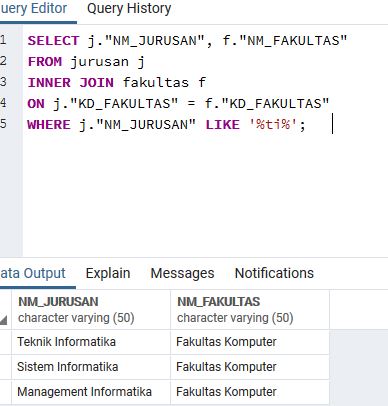 uery Editor Query History
1 SELECT j."NM_JURUSAN", f."NM_FAKULTAS"
2 FROM jurusan j
3 INNER JOIN fakultas f
4 ON j."KD_FAKULTAS" = f."KD_FAKULTAS"
5 WHERE j."NM_JURUSAN" LIKE '%ti%';
ata Output Explain Messages Notifications
NM_JURUSAN NM_FAKULTAS
character varying (50) character varying (50)
Teknik Informatika Fakultas Komputer
Sistem Informatika Fakultas Komputer
Management Informatika Fakultas Komputer